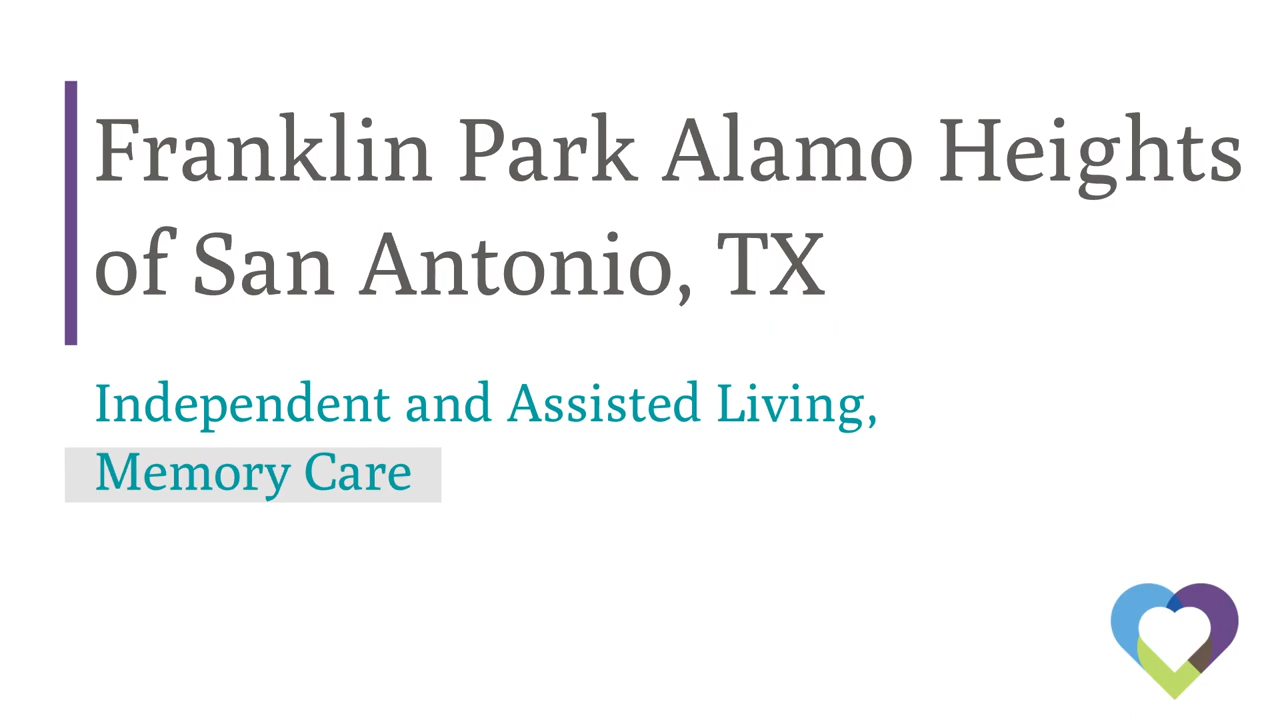 Franklin Park Alamo Heights
of San Antonio, TX
Independent and Assisted Living,
Memory Care